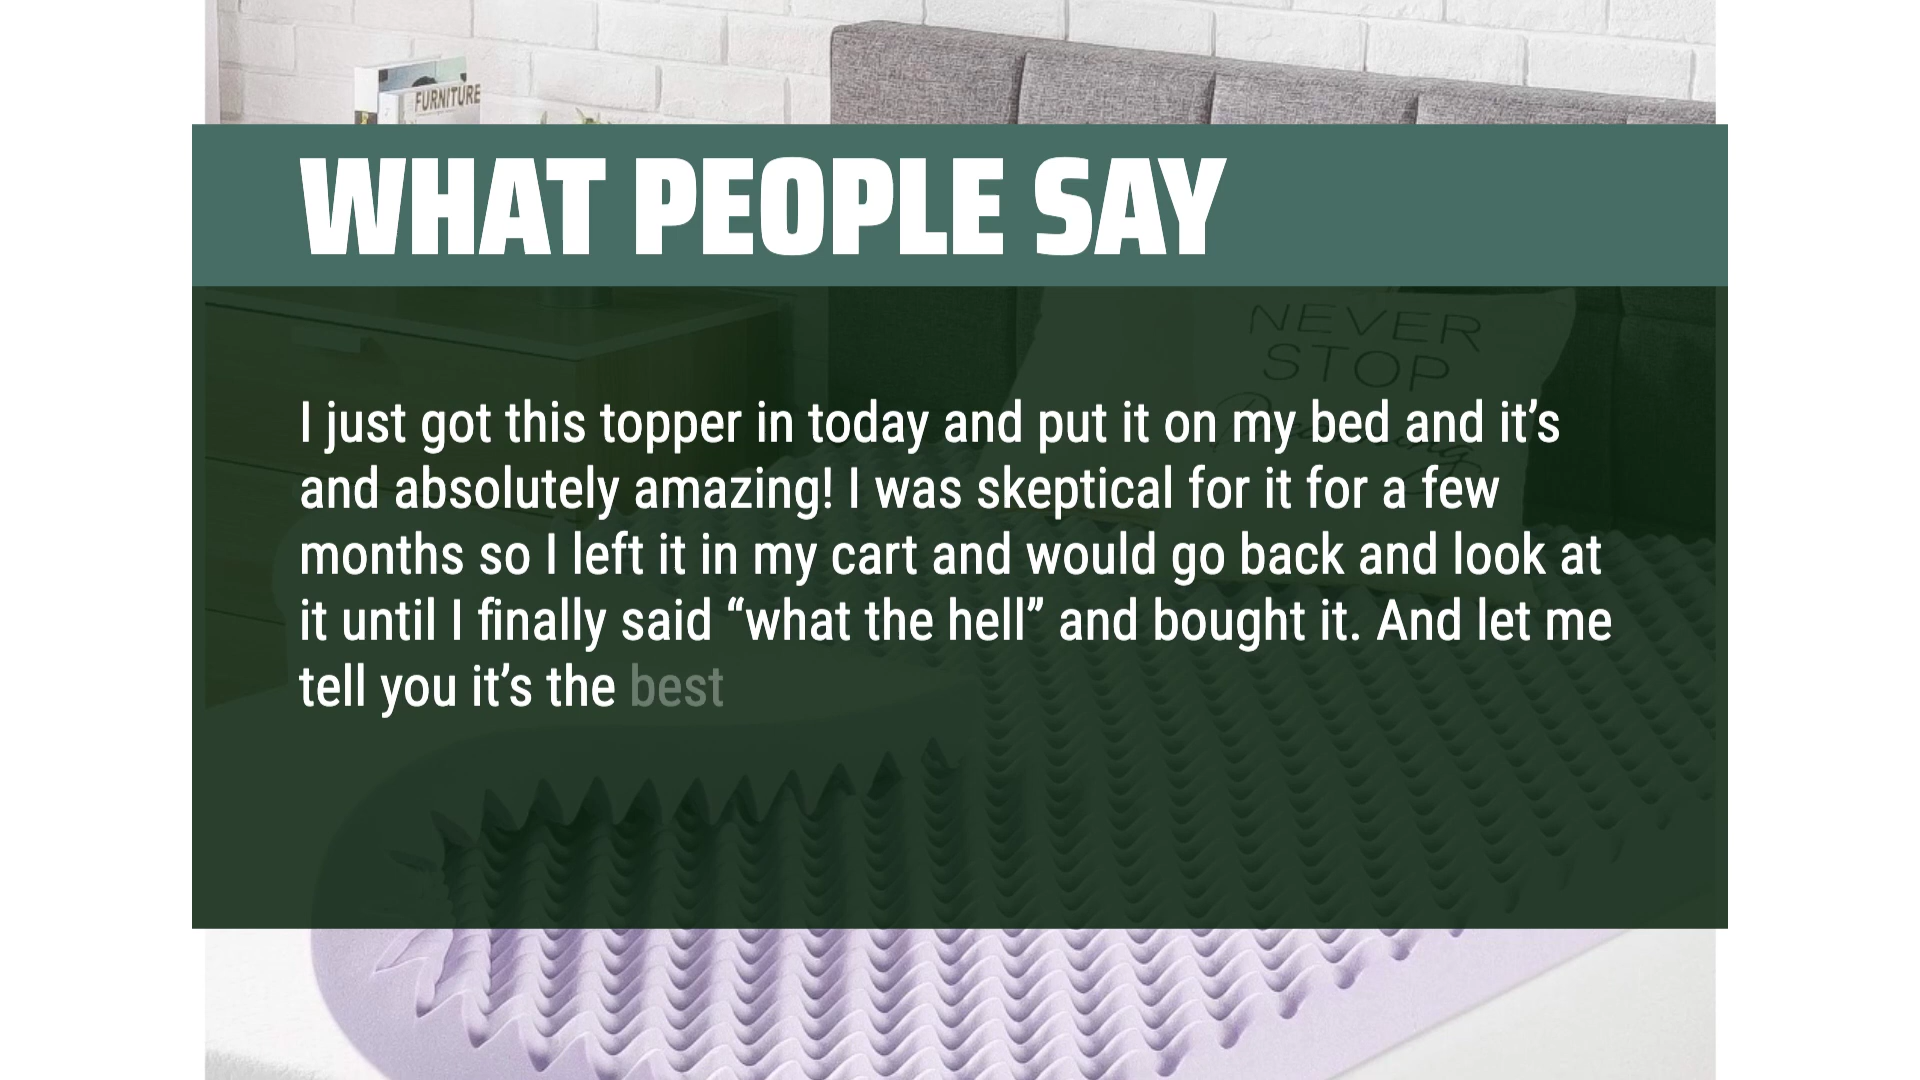 FURNITURE
WHAT PEOPLE SAY
NEVER
STOP
I just got this topper in today and put it on my bed and it’s
and absolutely amazing! I was skeptical for it for a few
months so I left it in my cart and would go back and look at
it until I finally said “what the hell” and bought it. And let me
tell you it’s the best